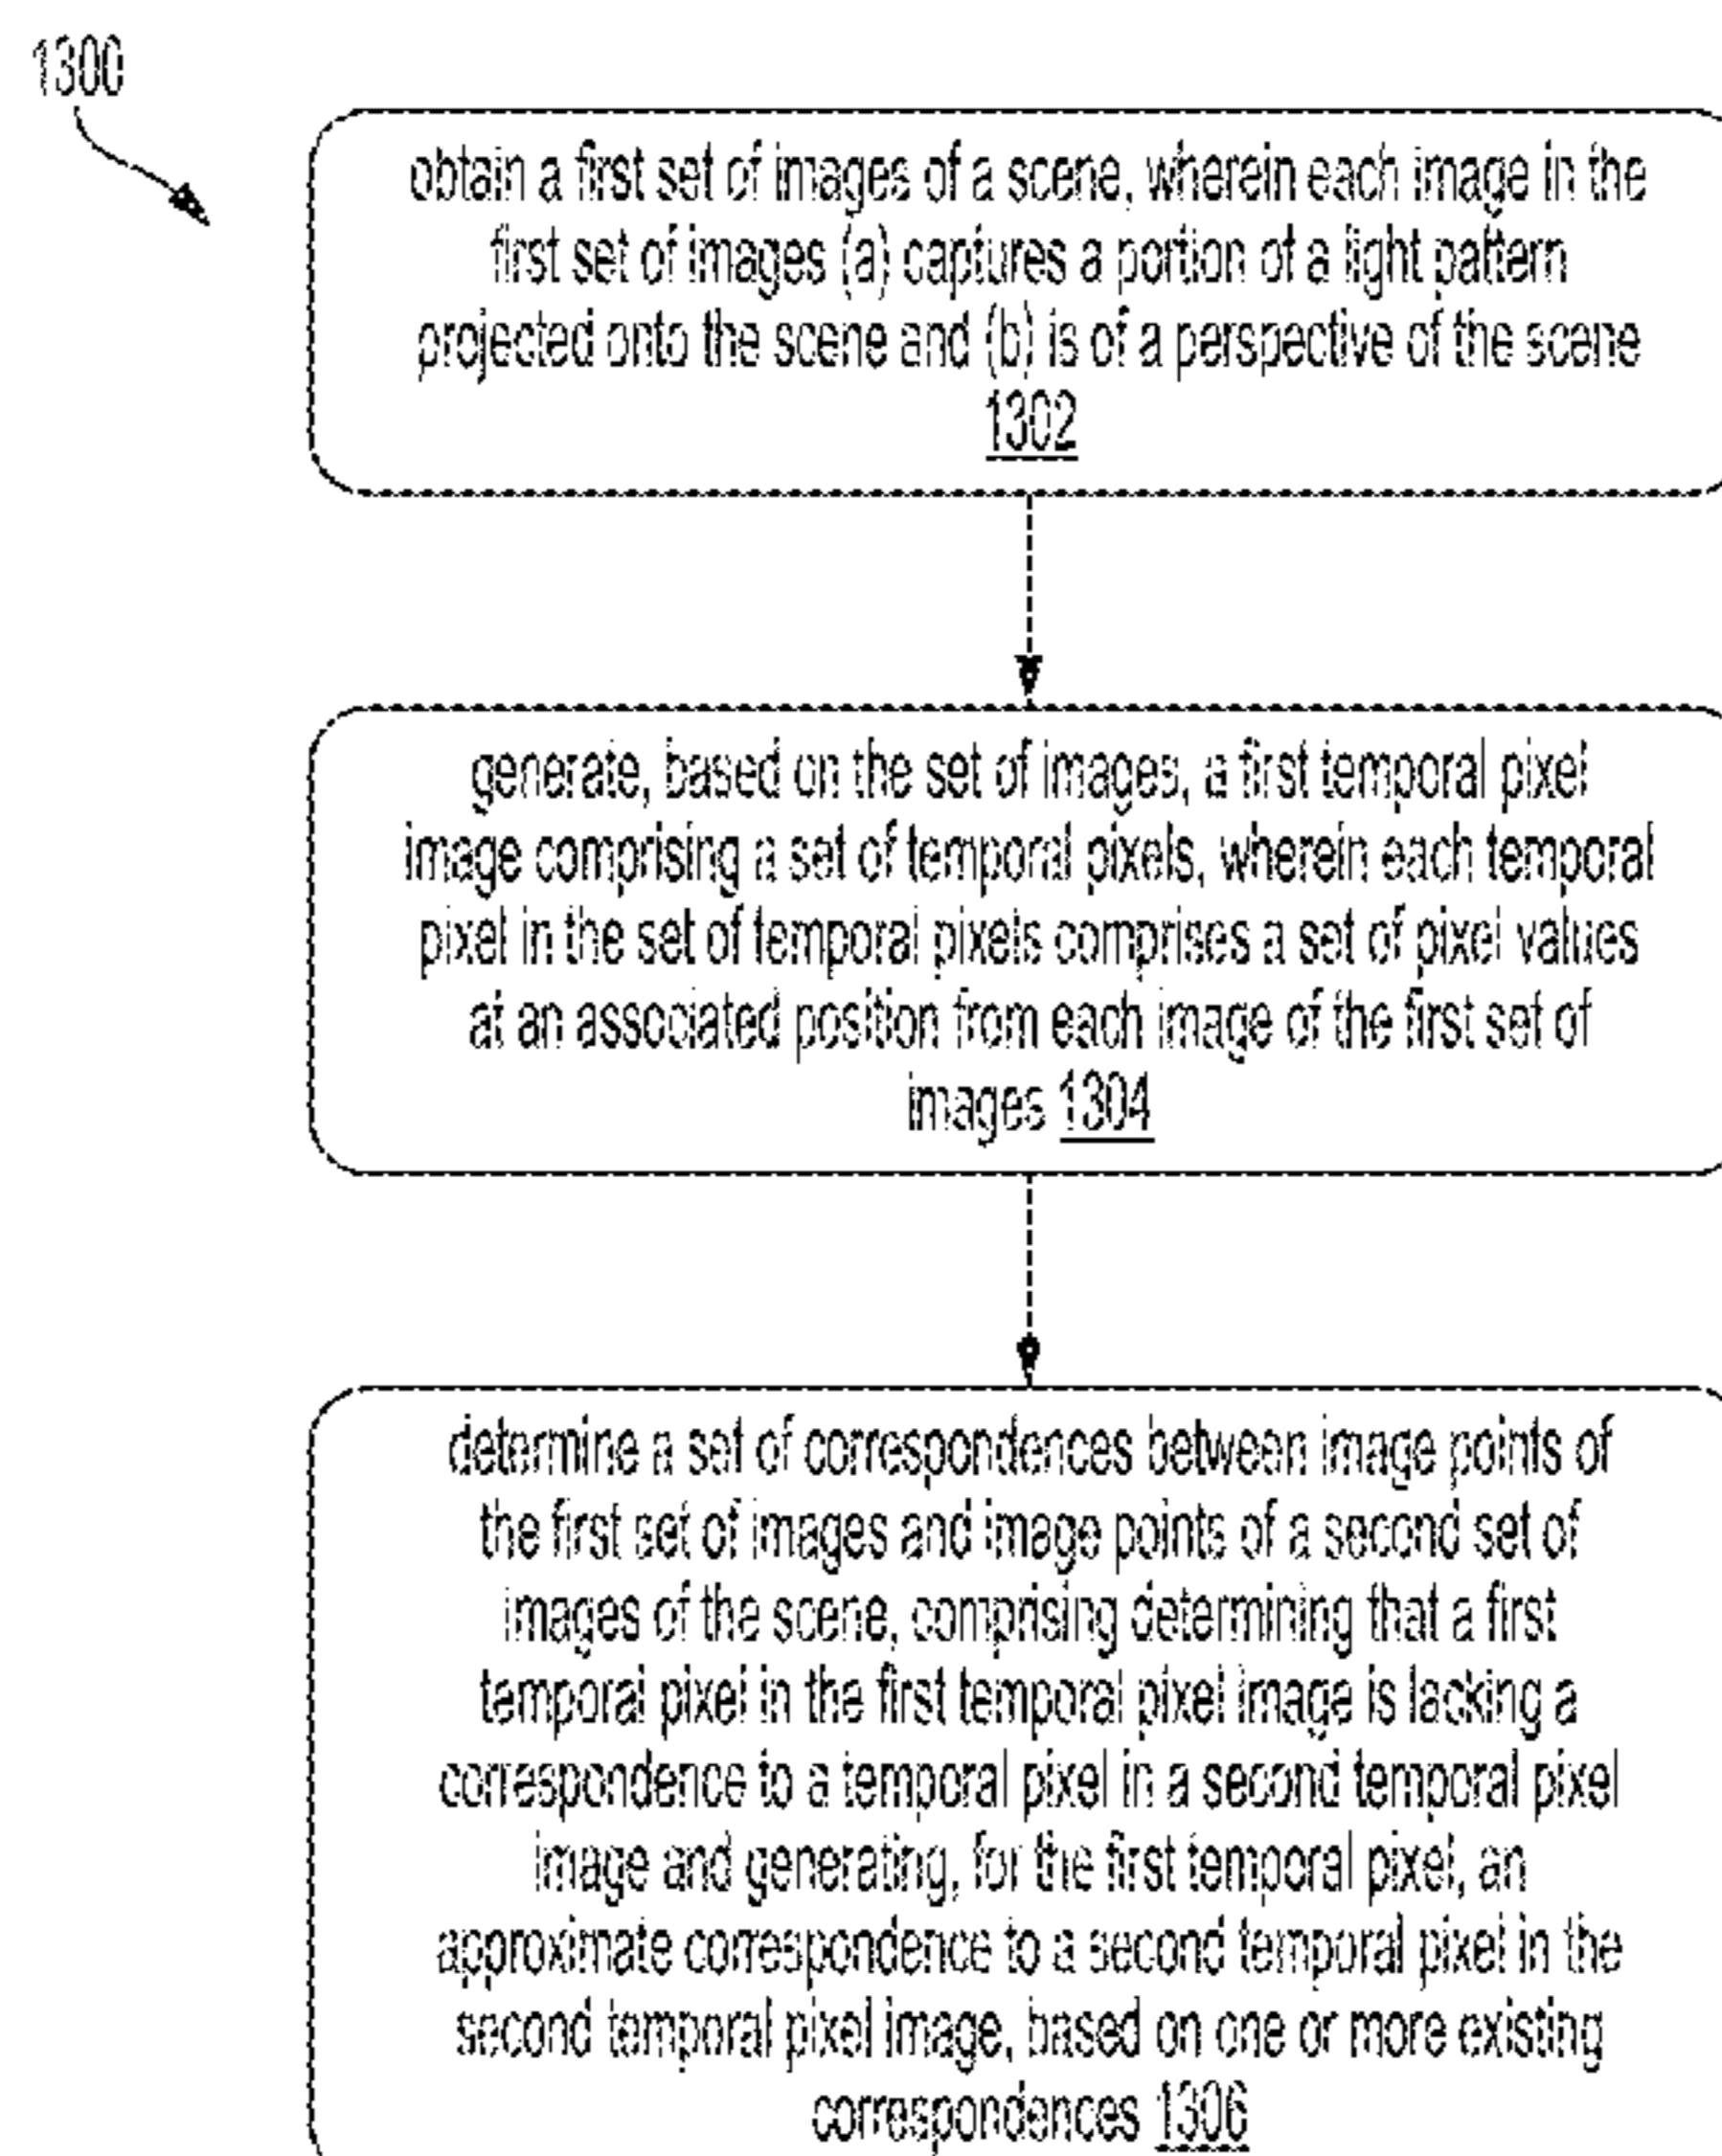 1300
obtain a first set of images of a scene, wherein each image in the
first set of images (a) captures a portion of a light pattern
projected onto the scene and (b) is of a perspective of the scene
1302
generate, based on the set of images, a first temporal pixel
image comprising a set of temporal pixels, wherein each temporal
pixel in the set of temporal pixels comprises a set of pixel values
at an associated position from each image of the first set of
images 1304
determine a set of correspondences between image points of
the first set of images and image points of a second set of
images of the scene, comprising determining that a first
temporal pixel in the first temporal pixel image is lacking a
correspondence to a temporal pixel in a second temporal pixel
image and generating, for the first temporal pixel, an
approximate correspondence to a second temporal pixel in the
second temporal pixel image, based on one or more existing
correspondences 1306